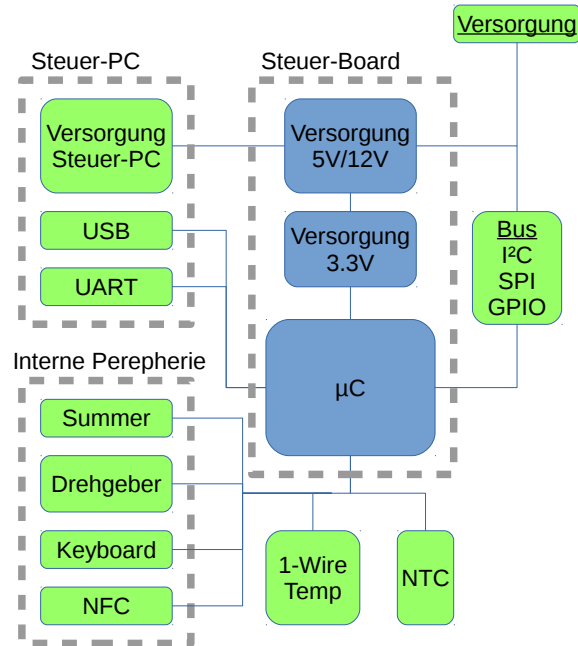 Versorgung
Steuer-PC
Steuer-Board
Versorgung
Steuer-PC
Versorgung
5V/12V
USB
UART
Versorgung
3.3V
Bus
I²C
SPI
GPIO
µC
Interne Perepherie
Summer
Drehgeber
Keyboard
NFC
1-Wire
Temp
NTC